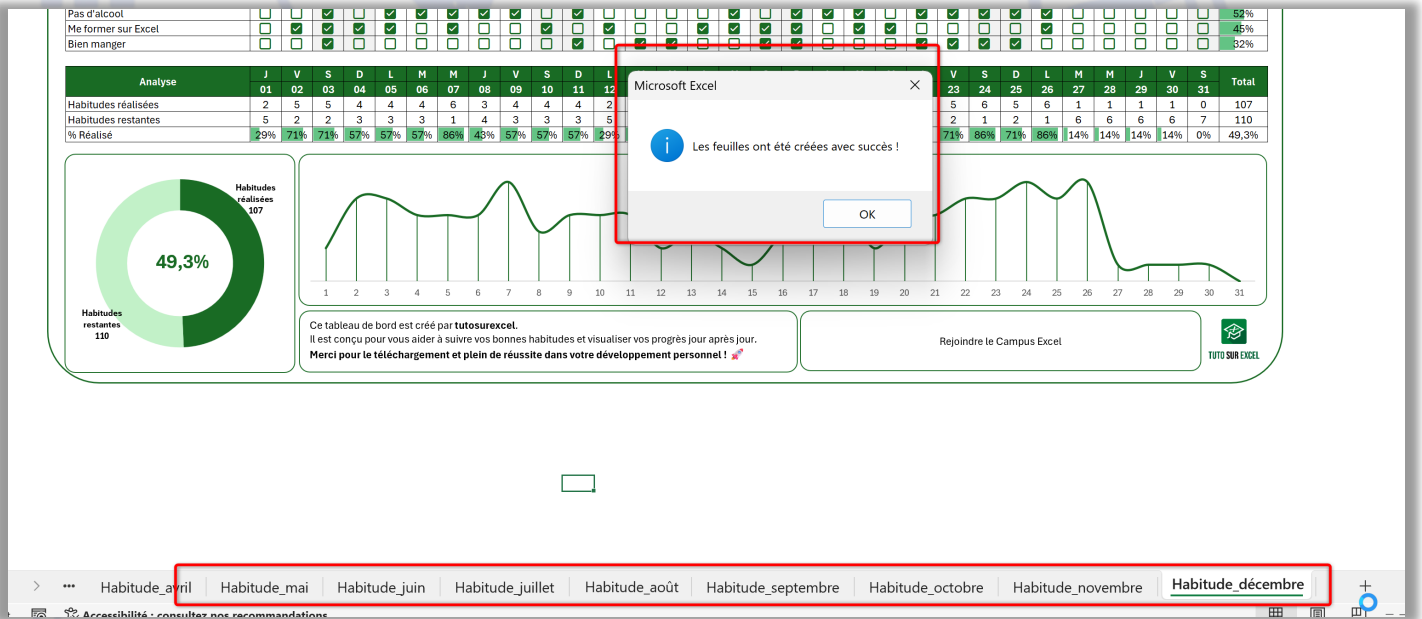 Pas d'alcool 52%
Me former sur Excel 45%
Bien manger 32%
Analyse J V S D L M M J V S D L V S D L M M J V S Total
01 02 03 04 05 06 07 08 09 10 11 12 23 24 25 26 27 28 29 30 31
Habitudes réalisées 2 5 5 4 4 4 6 3 4 4 4 2 5 6 5 6 1 1 1 1 0 107
Habitudes restantes 5 2 2 3 3 3 1 4 3 3 3 5 2 1 2 1 6 6 6 6 7 110
% Réalisé 29% 71% 71% 57% 57% 57% 86% 43% 57% 57% 57% 29% 71% 86% 71% 86% 14% 14% 14% 14% 0% 49,3%
Microsoft Excel
Les feuilles ont été créées avec succès !
OK
Habitudes
réalisées
107
49,3%
Habitudes
restantes
110
1 2 3 4 5 6 7 8 9 10 11 12 13 14 15 16 17 18 19 20 21 22 23 24 25 26 27 28 29 30 31
Ce tableau de bord est créé par tutosurexcel.
Il est conçu pour vous aider à suivre vos bonnes habitudes et visualiser vos progrès jour après jour.
Merci pour le téléchargement et plein de réussite dans votre développement personnel ! 🚀
Rejoindre le Campus Excel
TUTO SUR EXCEL
Habitude_avril Habitude_mai Habitude_juin Habitude_juillet Habitude_août Habitude_septembre Habitude_octobre Habitude_novembre Habitude_décembre
Accessibilité : consultez nos recommandations